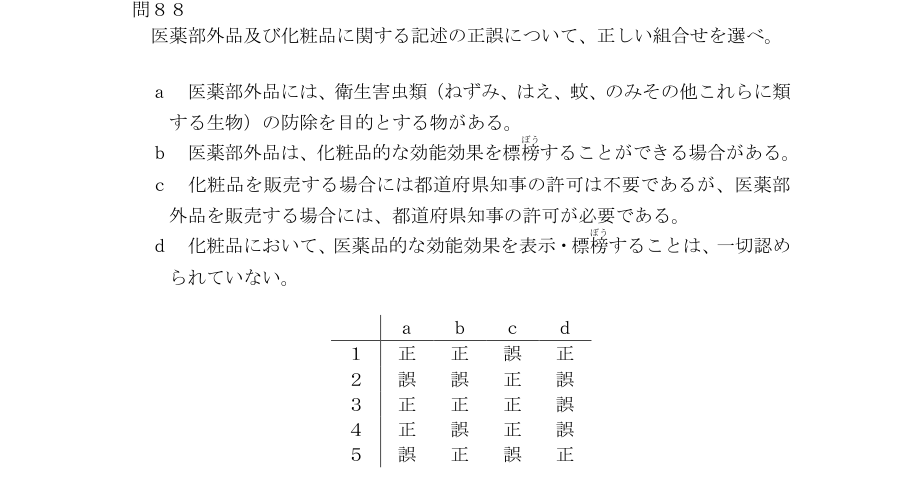 問８８
医薬部外品及び化粧品に関する記述の正誤について、正しい組合せを選べ。
ａ　医薬部外品には、衛生害虫類（ねずみ、はえ、蚊、のみその他これらに類
する生物）の防除を目的とする物がある。
ぼう
ｂ　医薬部外品は、化粧品的な効能効果を標榜することができる場合がある。
ｃ　化粧品を販売する場合には都道府県知事の許可は不要であるが、医薬部
外品を販売する場合には、都道府県知事の許可が必要である。
ぼう
ｄ　化粧品において、医薬品的な効能効果を表示・標榜することは、一切認め
られていない。
ａ　ｂ　ｃ　ｄ
１　正　正　誤　正
２　誤　誤　正　誤
３　正　正　正　誤
４　正　誤　正　誤
５　誤　正　誤　正